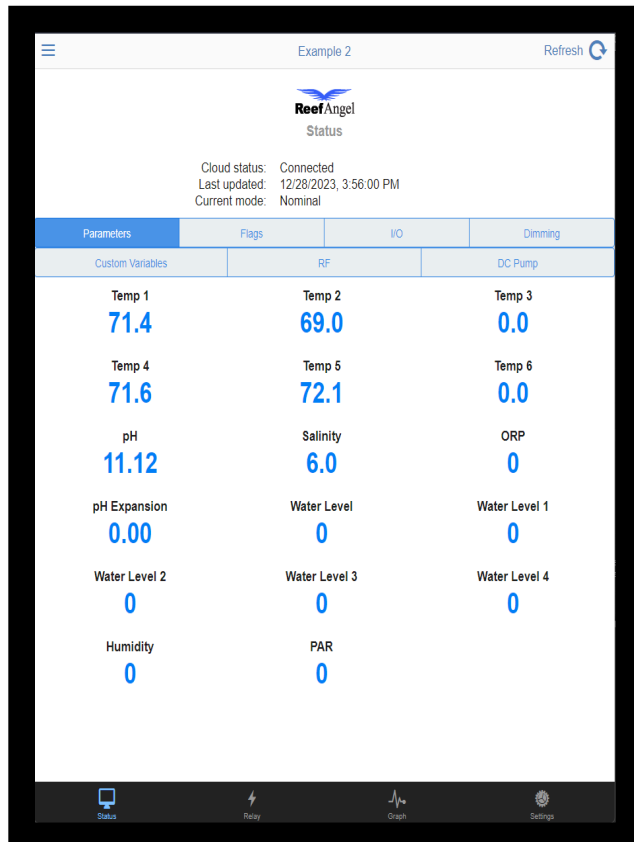 Example 2 Refresh
ReefAngel
Status
Cloud status: Connected
Last updated: 12/28/2023, 3:56:00 PM
Current mode: Nominal
Parameters Flags I/O Dimming
Custom Variables RF DC Pump
Temp 1 Temp 2 Temp 3
71.4 69.0 0.0
Temp 4 Temp 5 Temp 6
71.6 72.1 0.0
pH Salinity ORP
11.12 6.0 0
pH Expansion Water Level Water Level 1
0.00 0 0
Water Level 2 Water Level 3 Water Level 4
0 0 0
Humidity PAR
0 0
Status Relay Graph Settings